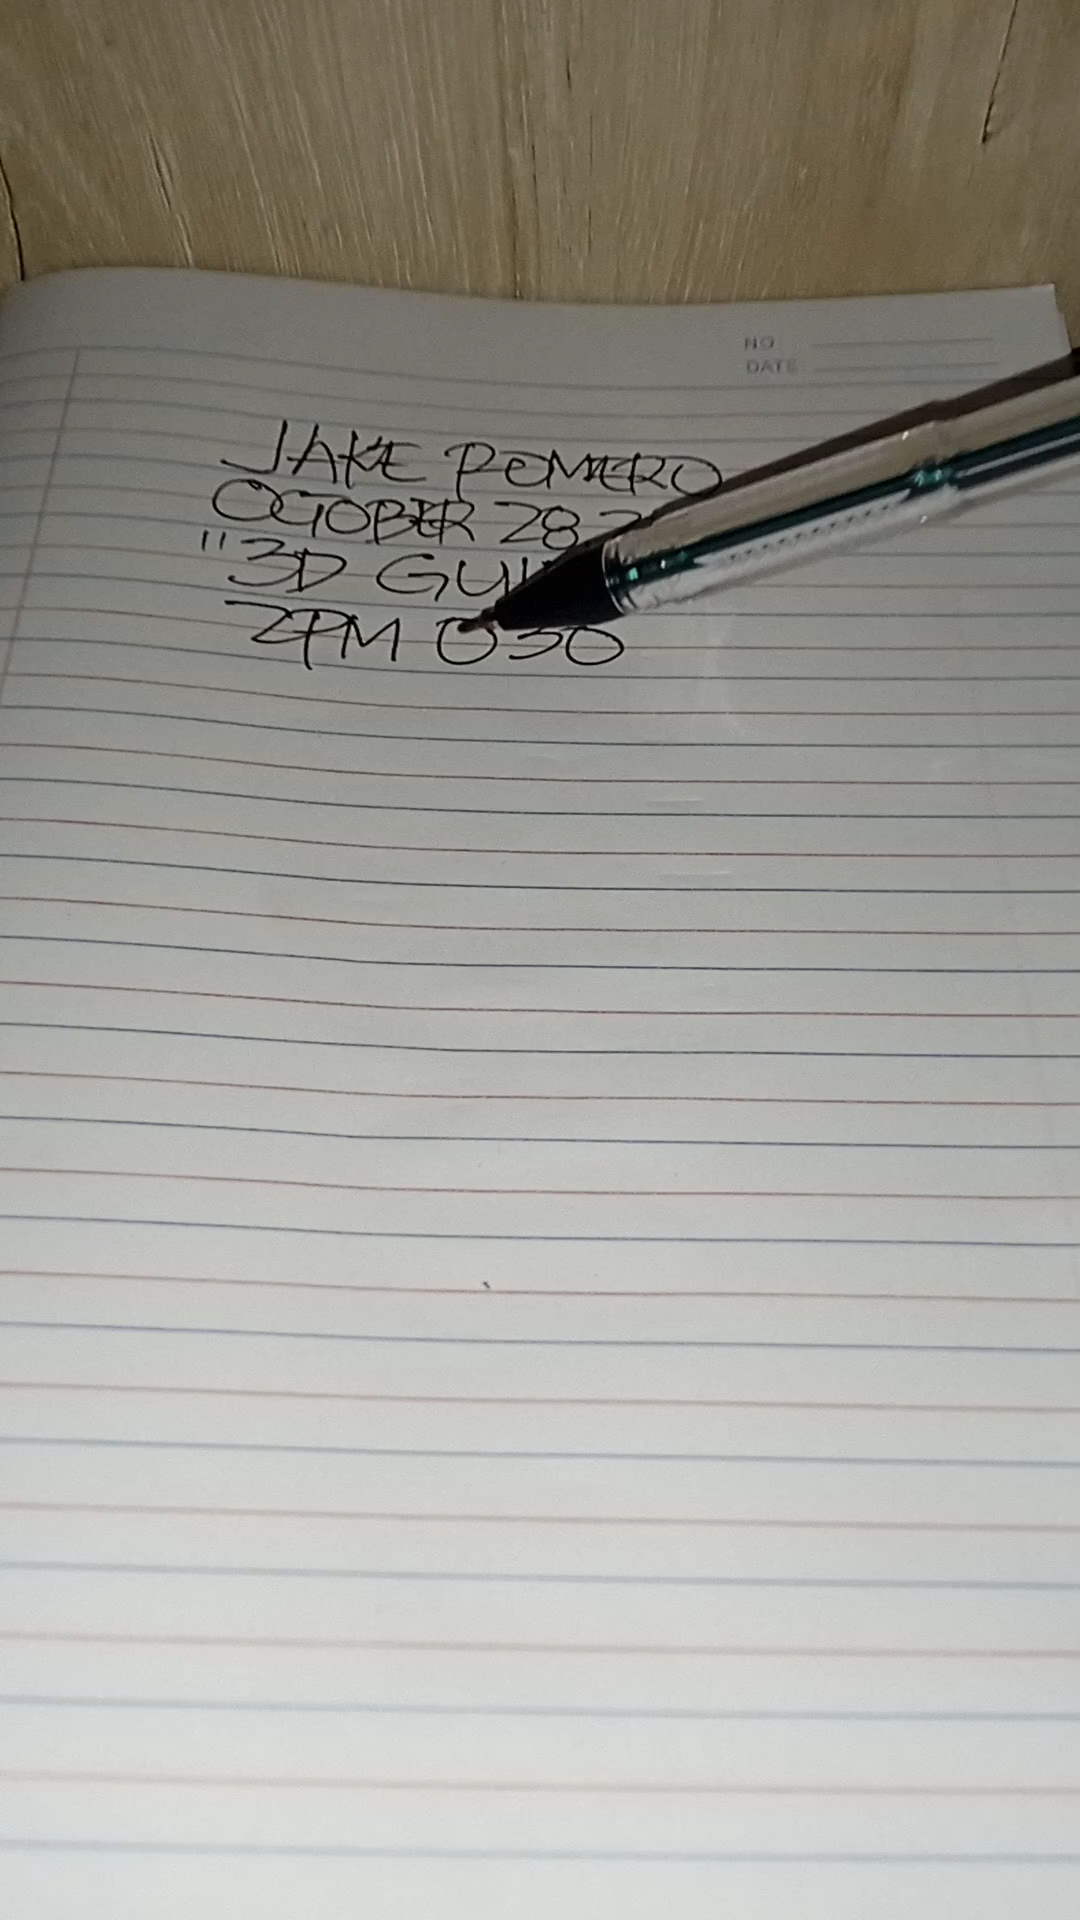 NO
DATE
JAKE ROMERO
OCTOBER 28
"3D
2PM 030